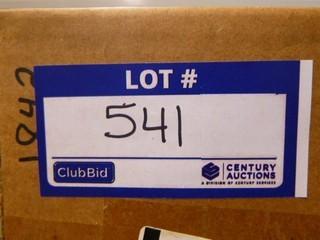 1842
LOT #
541
ClubBid
CENTURY
AUCTIONS
A DIVISION OF CENTURY SERVICES